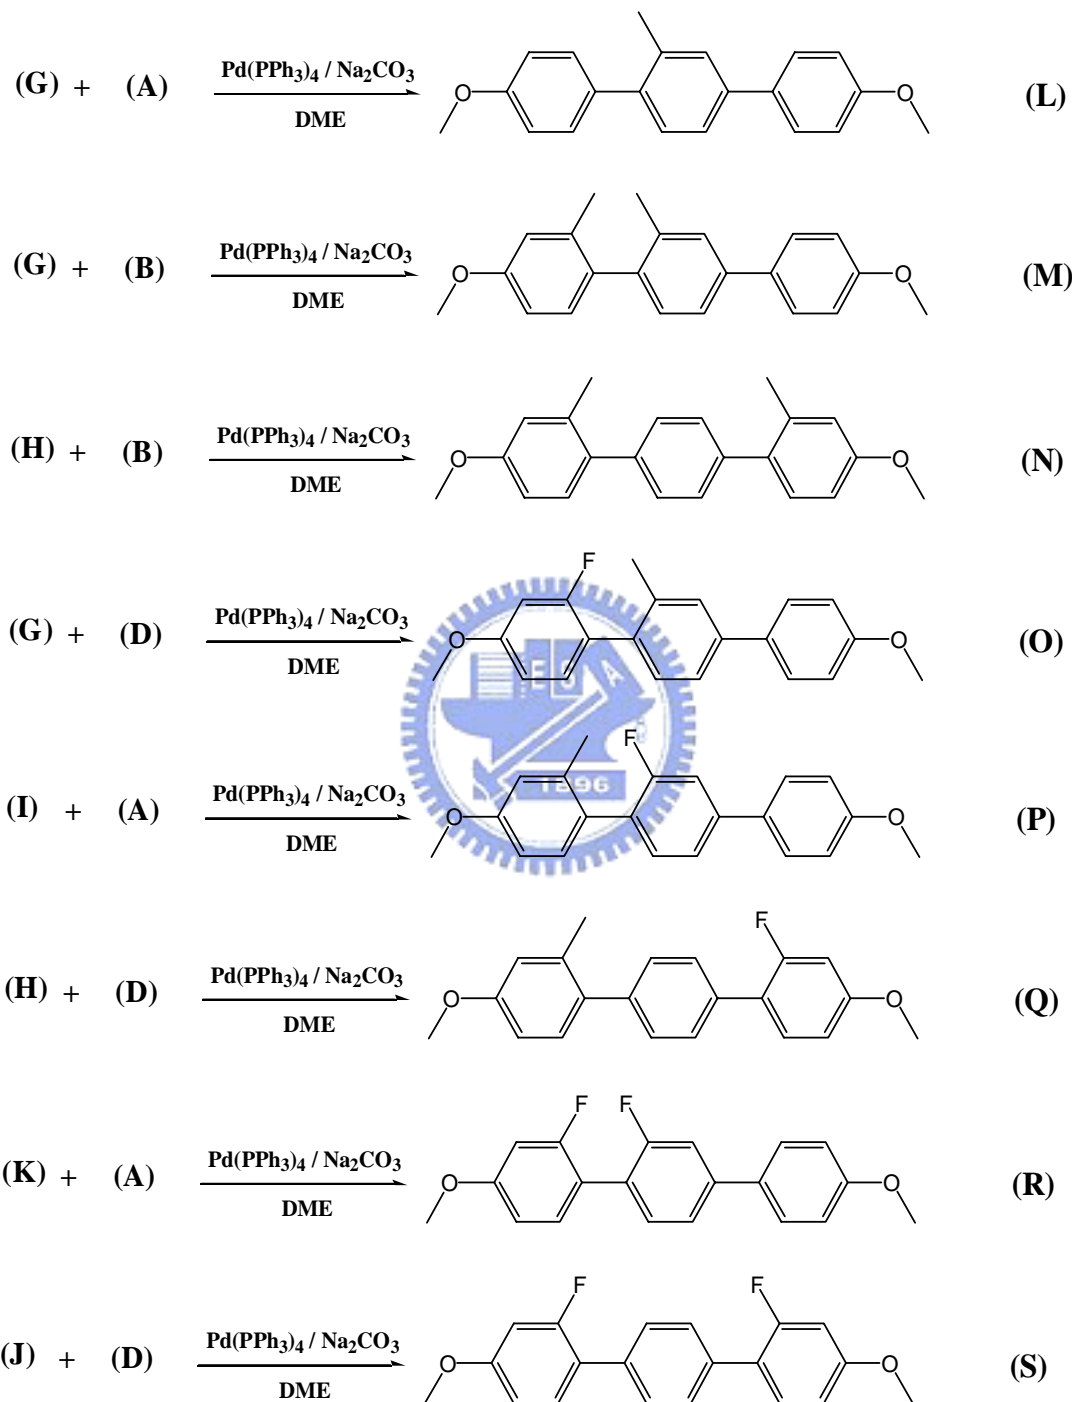 (G) + (A) Pd(PPh3)4 / Na2CO3 DME O O (L)
(G) + (B) Pd(PPh3)4 / Na2CO3 DME O O (M)
(H) + (B) Pd(PPh3)4 / Na2CO3 DME O O (N)
(G) + (D) Pd(PPh3)4 / Na2CO3 DME F O O (O)
E S A
1896
(I) + (A) Pd(PPh3)4 / Na2CO3 DME F O O (P)
(H) + (D) Pd(PPh3)4 / Na2CO3 DME F O O (Q)
(K) + (A) Pd(PPh3)4 / Na2CO3 DME F F O O (R)
(J) + (D) Pd(PPh3)4 / Na2CO3 DME F F O O (S)